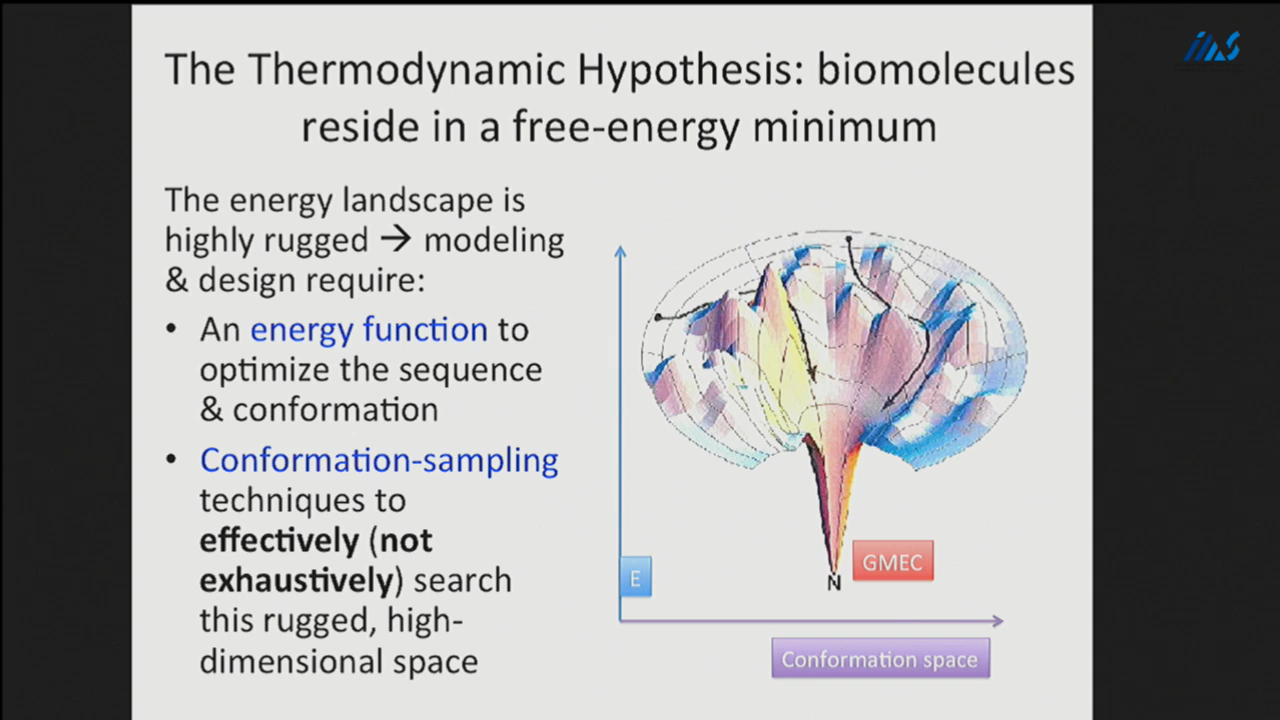 The Thermodynamic Hypothesis: biomolecules
reside in a free-energy minimum
The energy landscape is
highly rugged → modeling
& design require:
• An energy function to
optimize the sequence
& conformation
• Conformation-sampling
techniques to
effectively (not
exhaustively) search
this rugged, high-
dimensional space
E
N
GMEC
Conformation space